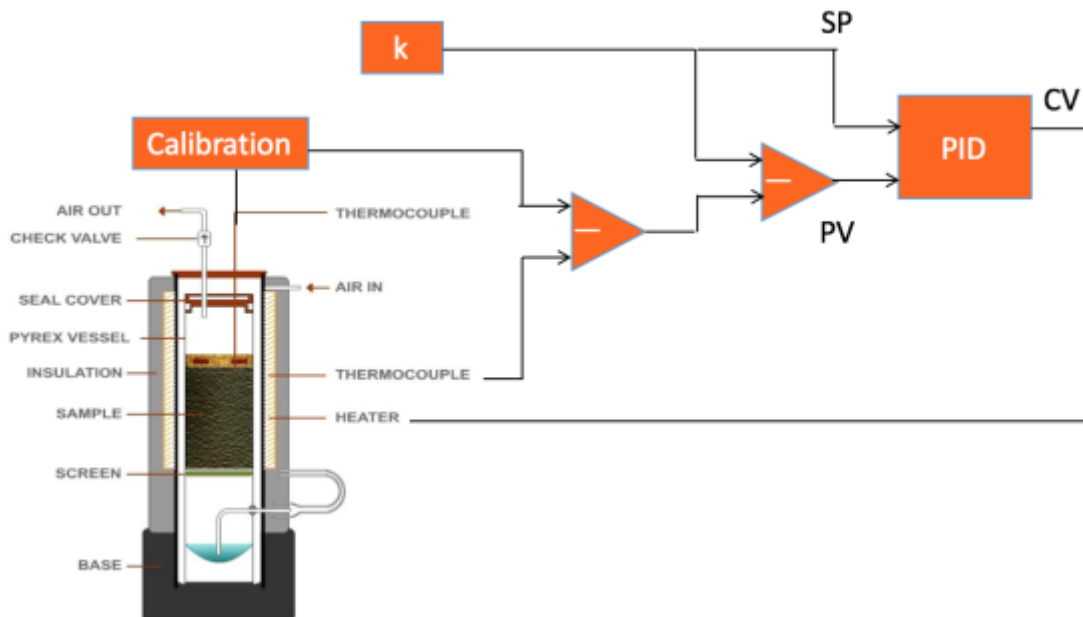 SP
k
CV
Calibration
PID
AIR OUT
THERMOCOUPLE
CHECK VALVE
PV
AIR IN
SEAL COVER
PYREX VESSEL
INSULATION
THERMOCOUPLE
SAMPLE
HEATER
SCREEN
BASE